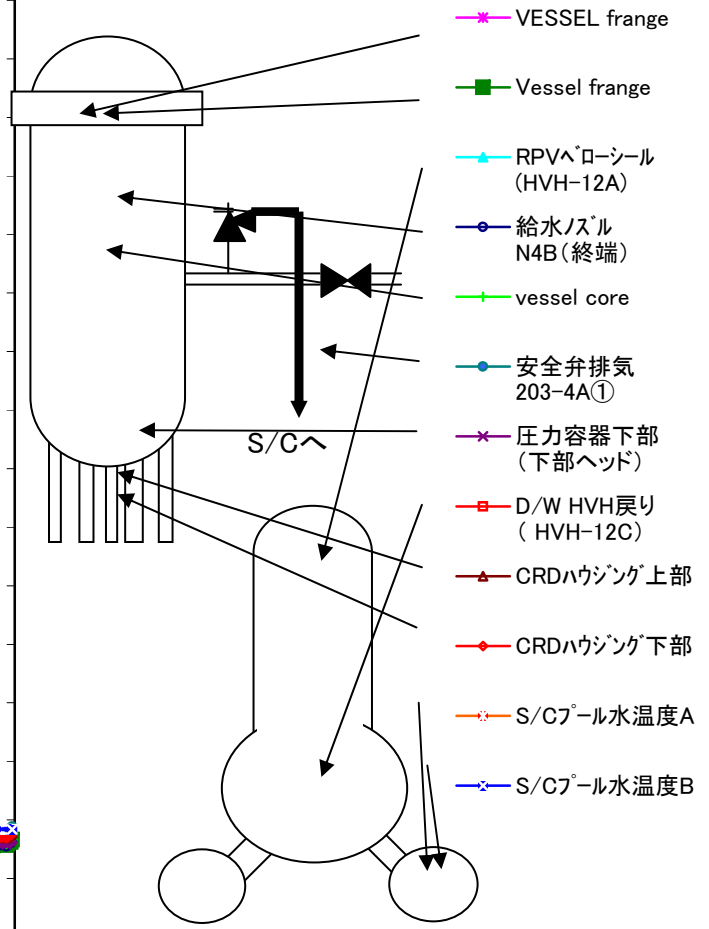 VESSEL frange
Vessel frange
RPVﾍﾞﾛｰｼｰﾙ
(HVH-12A)
給水ﾉｽﾞﾙ
N4B(終端)
vessel core
安全弁排気
203-4A①
S/Cへ
圧力容器下部
(下部ヘッド)
D/W HVH戻り
( HVH-12C)
CRDﾊｳｼﾞﾝｸﾞ上部
CRDﾊｳｼﾞﾝｸﾞ下部
S/Cﾌﾟｰﾙ水温度A
S/Cﾌﾟｰﾙ水温度B